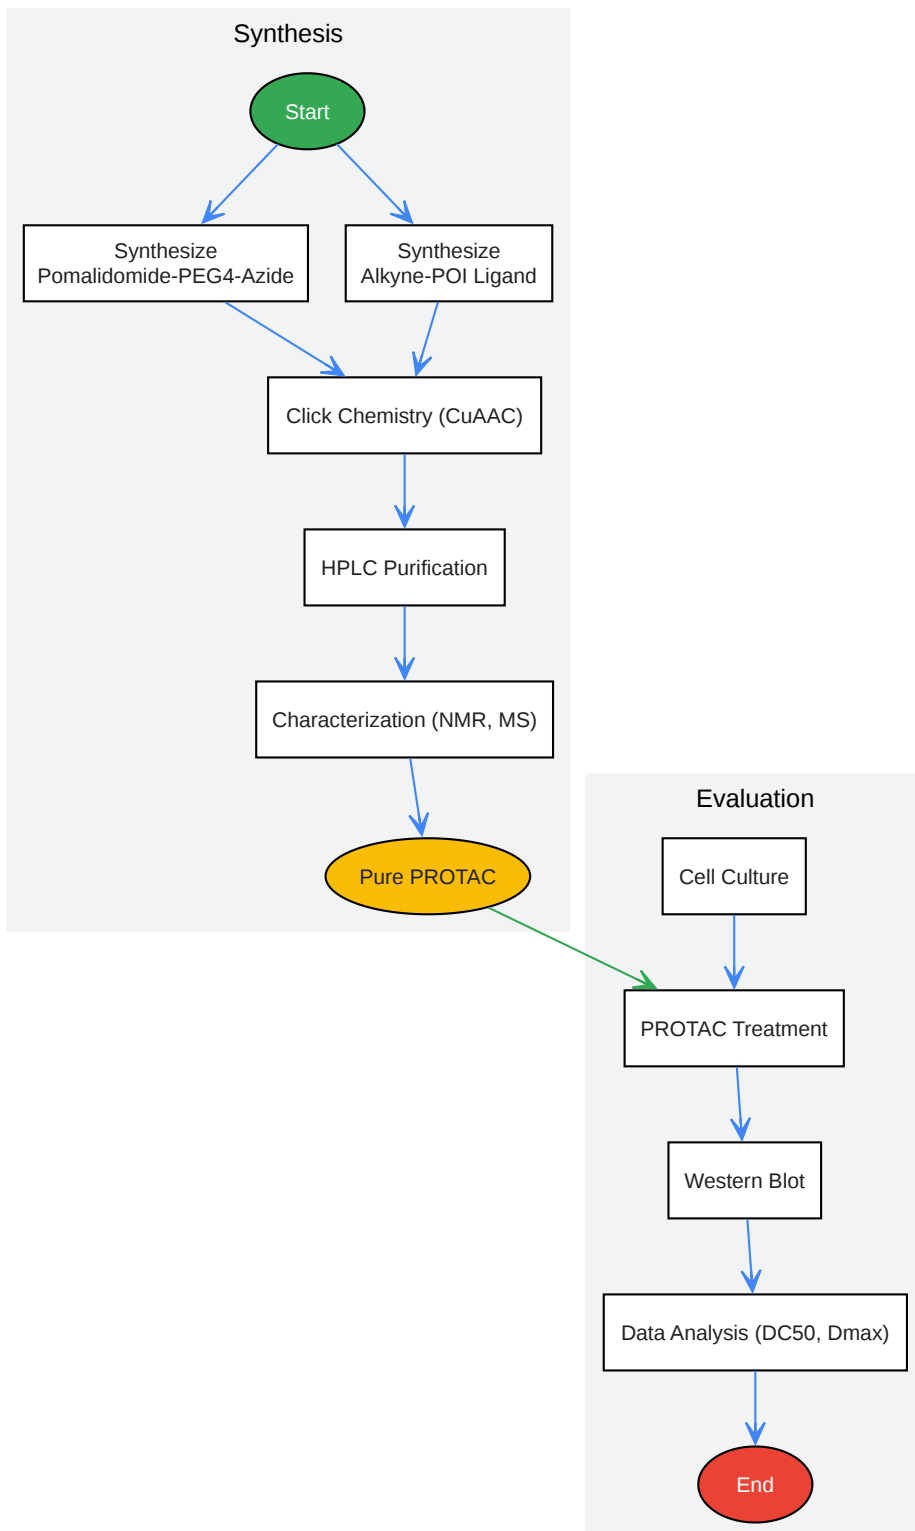 Synthesis
Start
Synthesize
Pomalidomide-PEG4-Azide
Synthesize
Alkyne-POI Ligand
Click Chemistry (CuAAC)
HPLC Purification
Characterization (NMR, MS)
Pure PROTAC
Evaluation
Cell Culture
PROTAC Treatment
Western Blot
Data Analysis (DC50, Dmax)
End